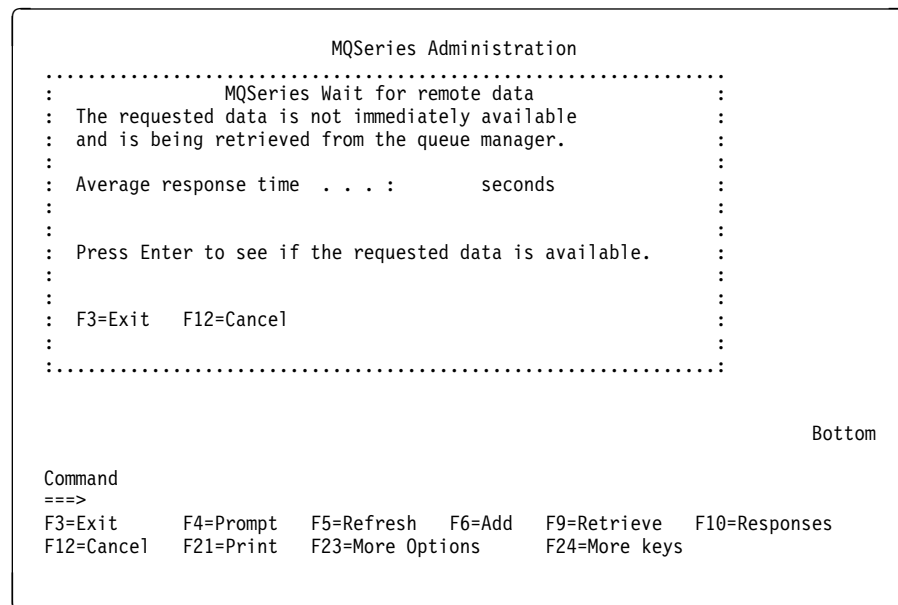 MQSeries Administration
................................................................
: MQSeries Wait for remote data :
: The requested data is not immediately available :
: and is being retrieved from the queue manager. :
: :
: Average response time . . . : seconds :
: :
: :
: Press Enter to see if the requested data is available. :
: :
: :
: F3=Exit F12=Cancel :
: :
:..............................................................:
Bottom
Command
===>
F3=Exit F4=Prompt F5=Refresh F6=Add F9=Retrieve F10=Responses
F12=Cancel F21=Print F23=More Options F24=More keys